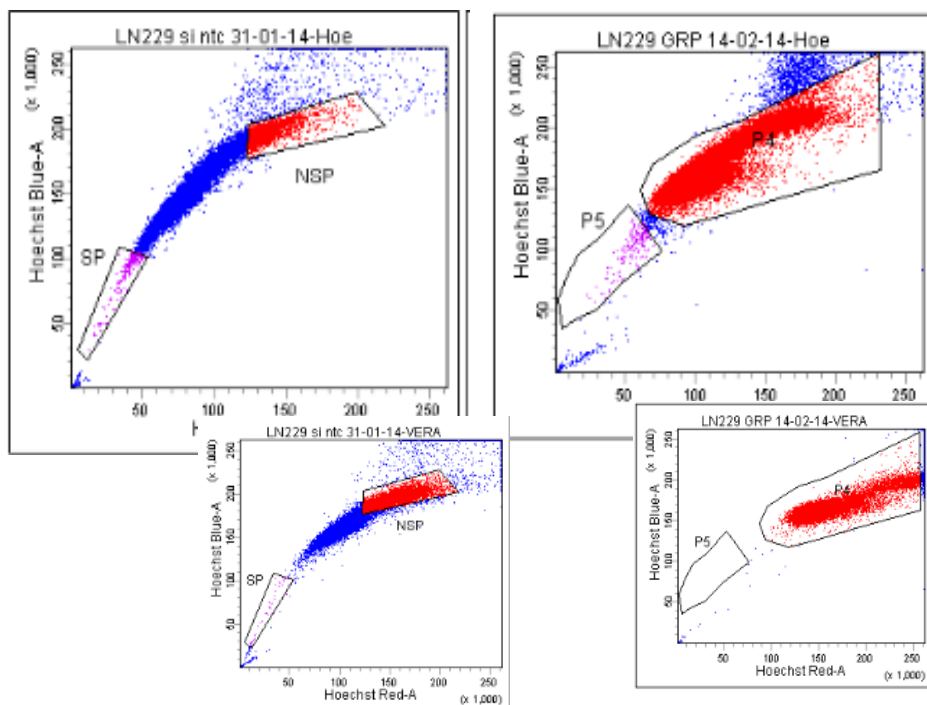 LN229 si ntc 31-01-14-Hoe
Hoechst Blue-A
(x 1,000)
250
200
150
100
50
SP
NSP
50
100
150
200
250
LN229 GRP 14-02-14-Hoe
Hoechst Blue-A
(x 1,000)
250
200
150
100
50
P4
P5
50
100
150
200
250
LN229 si ntc 31-01-14-VERA
Hoechst Blue-A
(x 1,000)
250
200
150
100
50
SP
NSP
50
100
150
200
250
Hoechst Red-A
(x 1,000)
LN229 GRP 14-02-14-VERA
Hoechst Blue-A
(x 1,000)
250
200
150
100
50
P4
P5
50
100
150
200
250
Hoechst Red-A
(x 1,000)